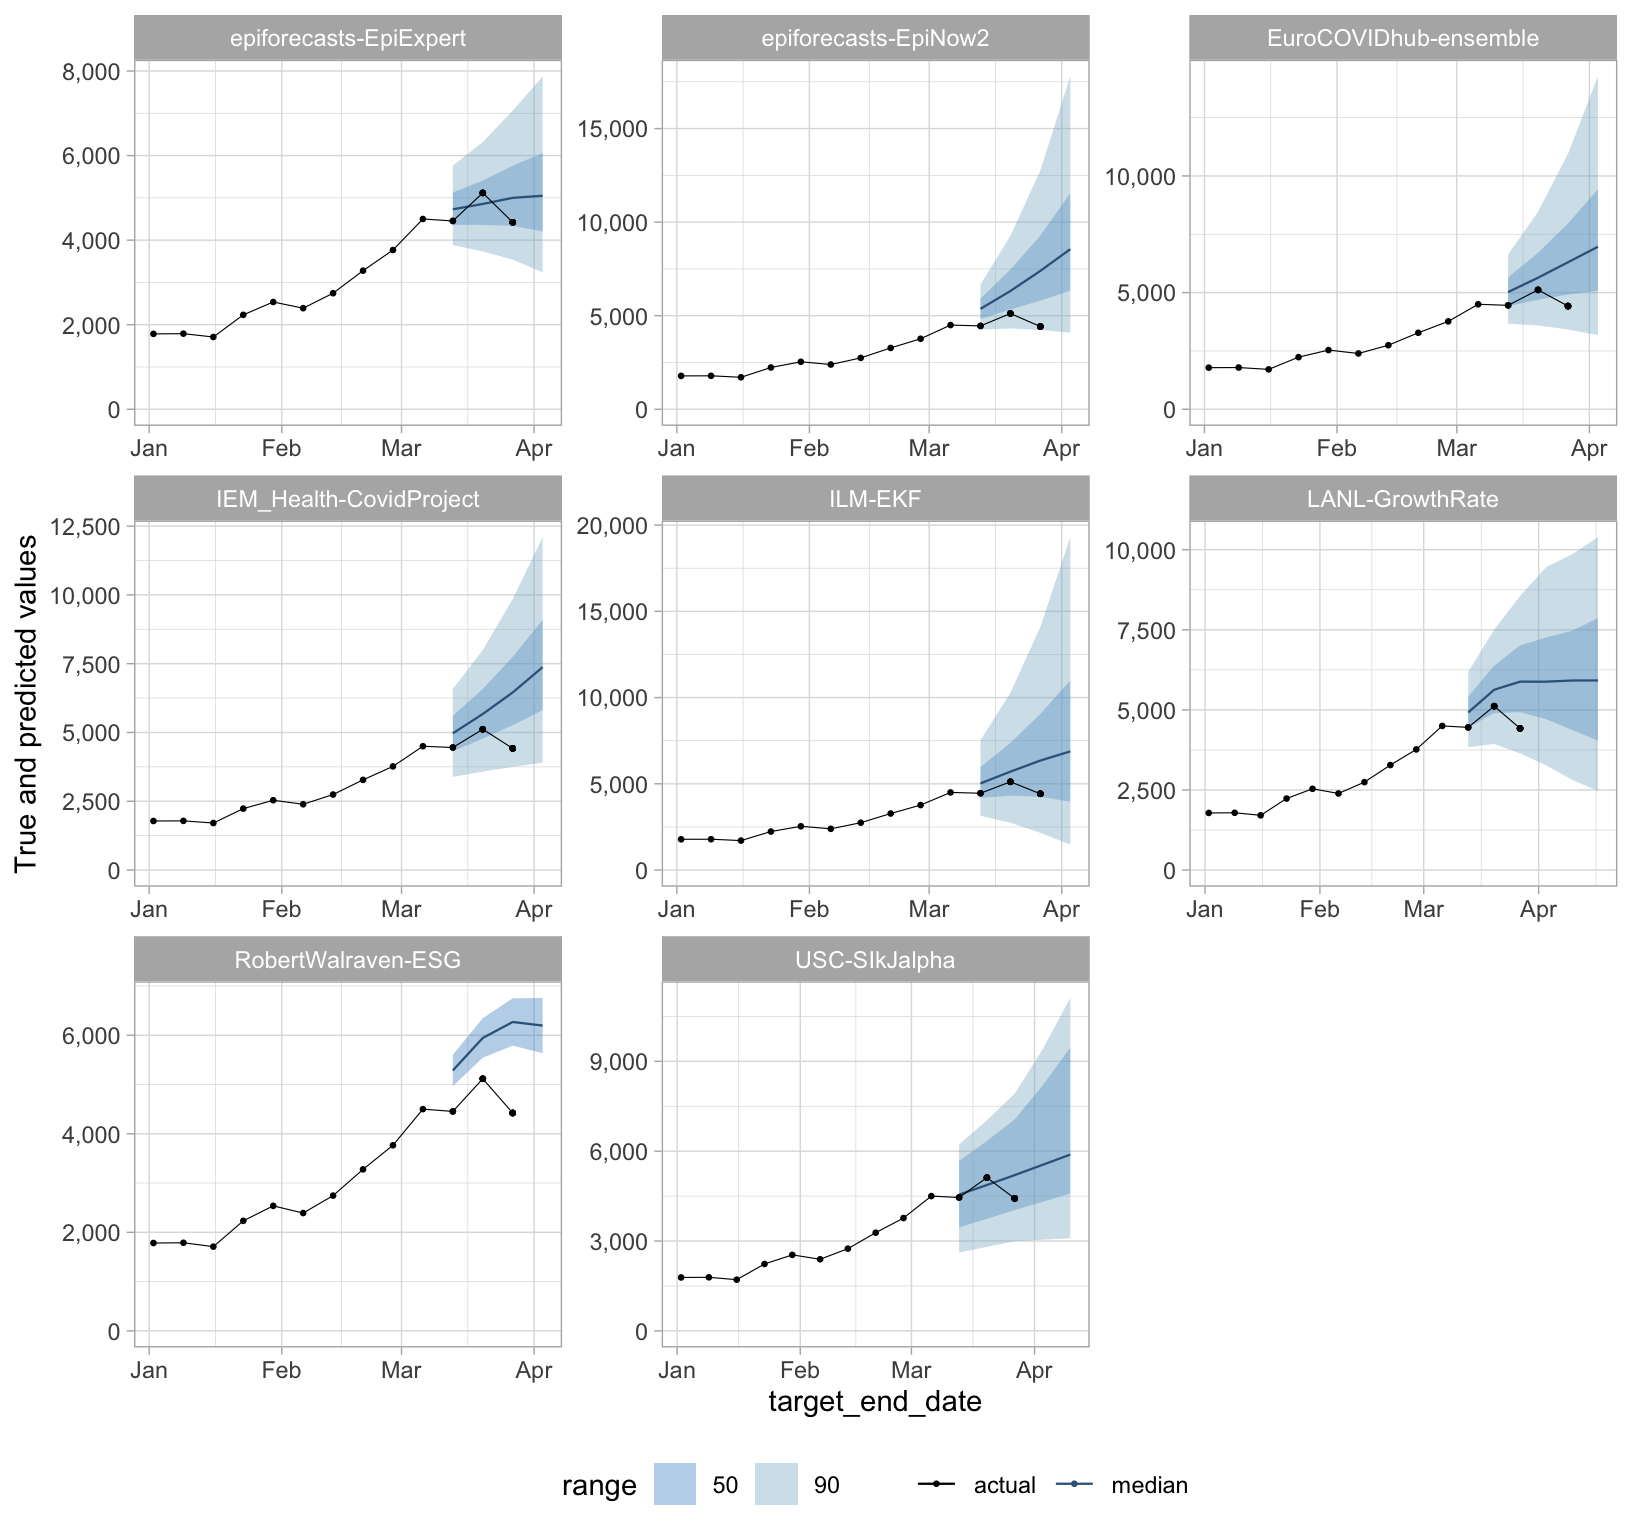 epiforecasts-EpiExpert
epiforecasts-EpiNow2
EuroCOVIDhub-ensemble
8,000
6,000
4,000
2,000
0
15,000
10,000
5,000
0
10,000
5,000
0
Jan Feb Mar Apr
Jan Feb Mar Apr
Jan Feb Mar Apr
IEM_Health-CovidProject
ILM-EKF
LANL-GrowthRate
True and predicted values
12,500
10,000
7,500
5,000
2,500
0
20,000
15,000
10,000
5,000
0
10,000
7,500
5,000
2,500
0
Jan Feb Mar Apr
Jan Feb Mar Apr
Jan Feb Mar Apr
RobertWalraven-ESG
USC-SIkJalpha
6,000
4,000
2,000
0
9,000
6,000
3,000
0
Jan Feb Mar Apr
Jan Feb Mar Apr
target_end_date
range 50 90 actual median